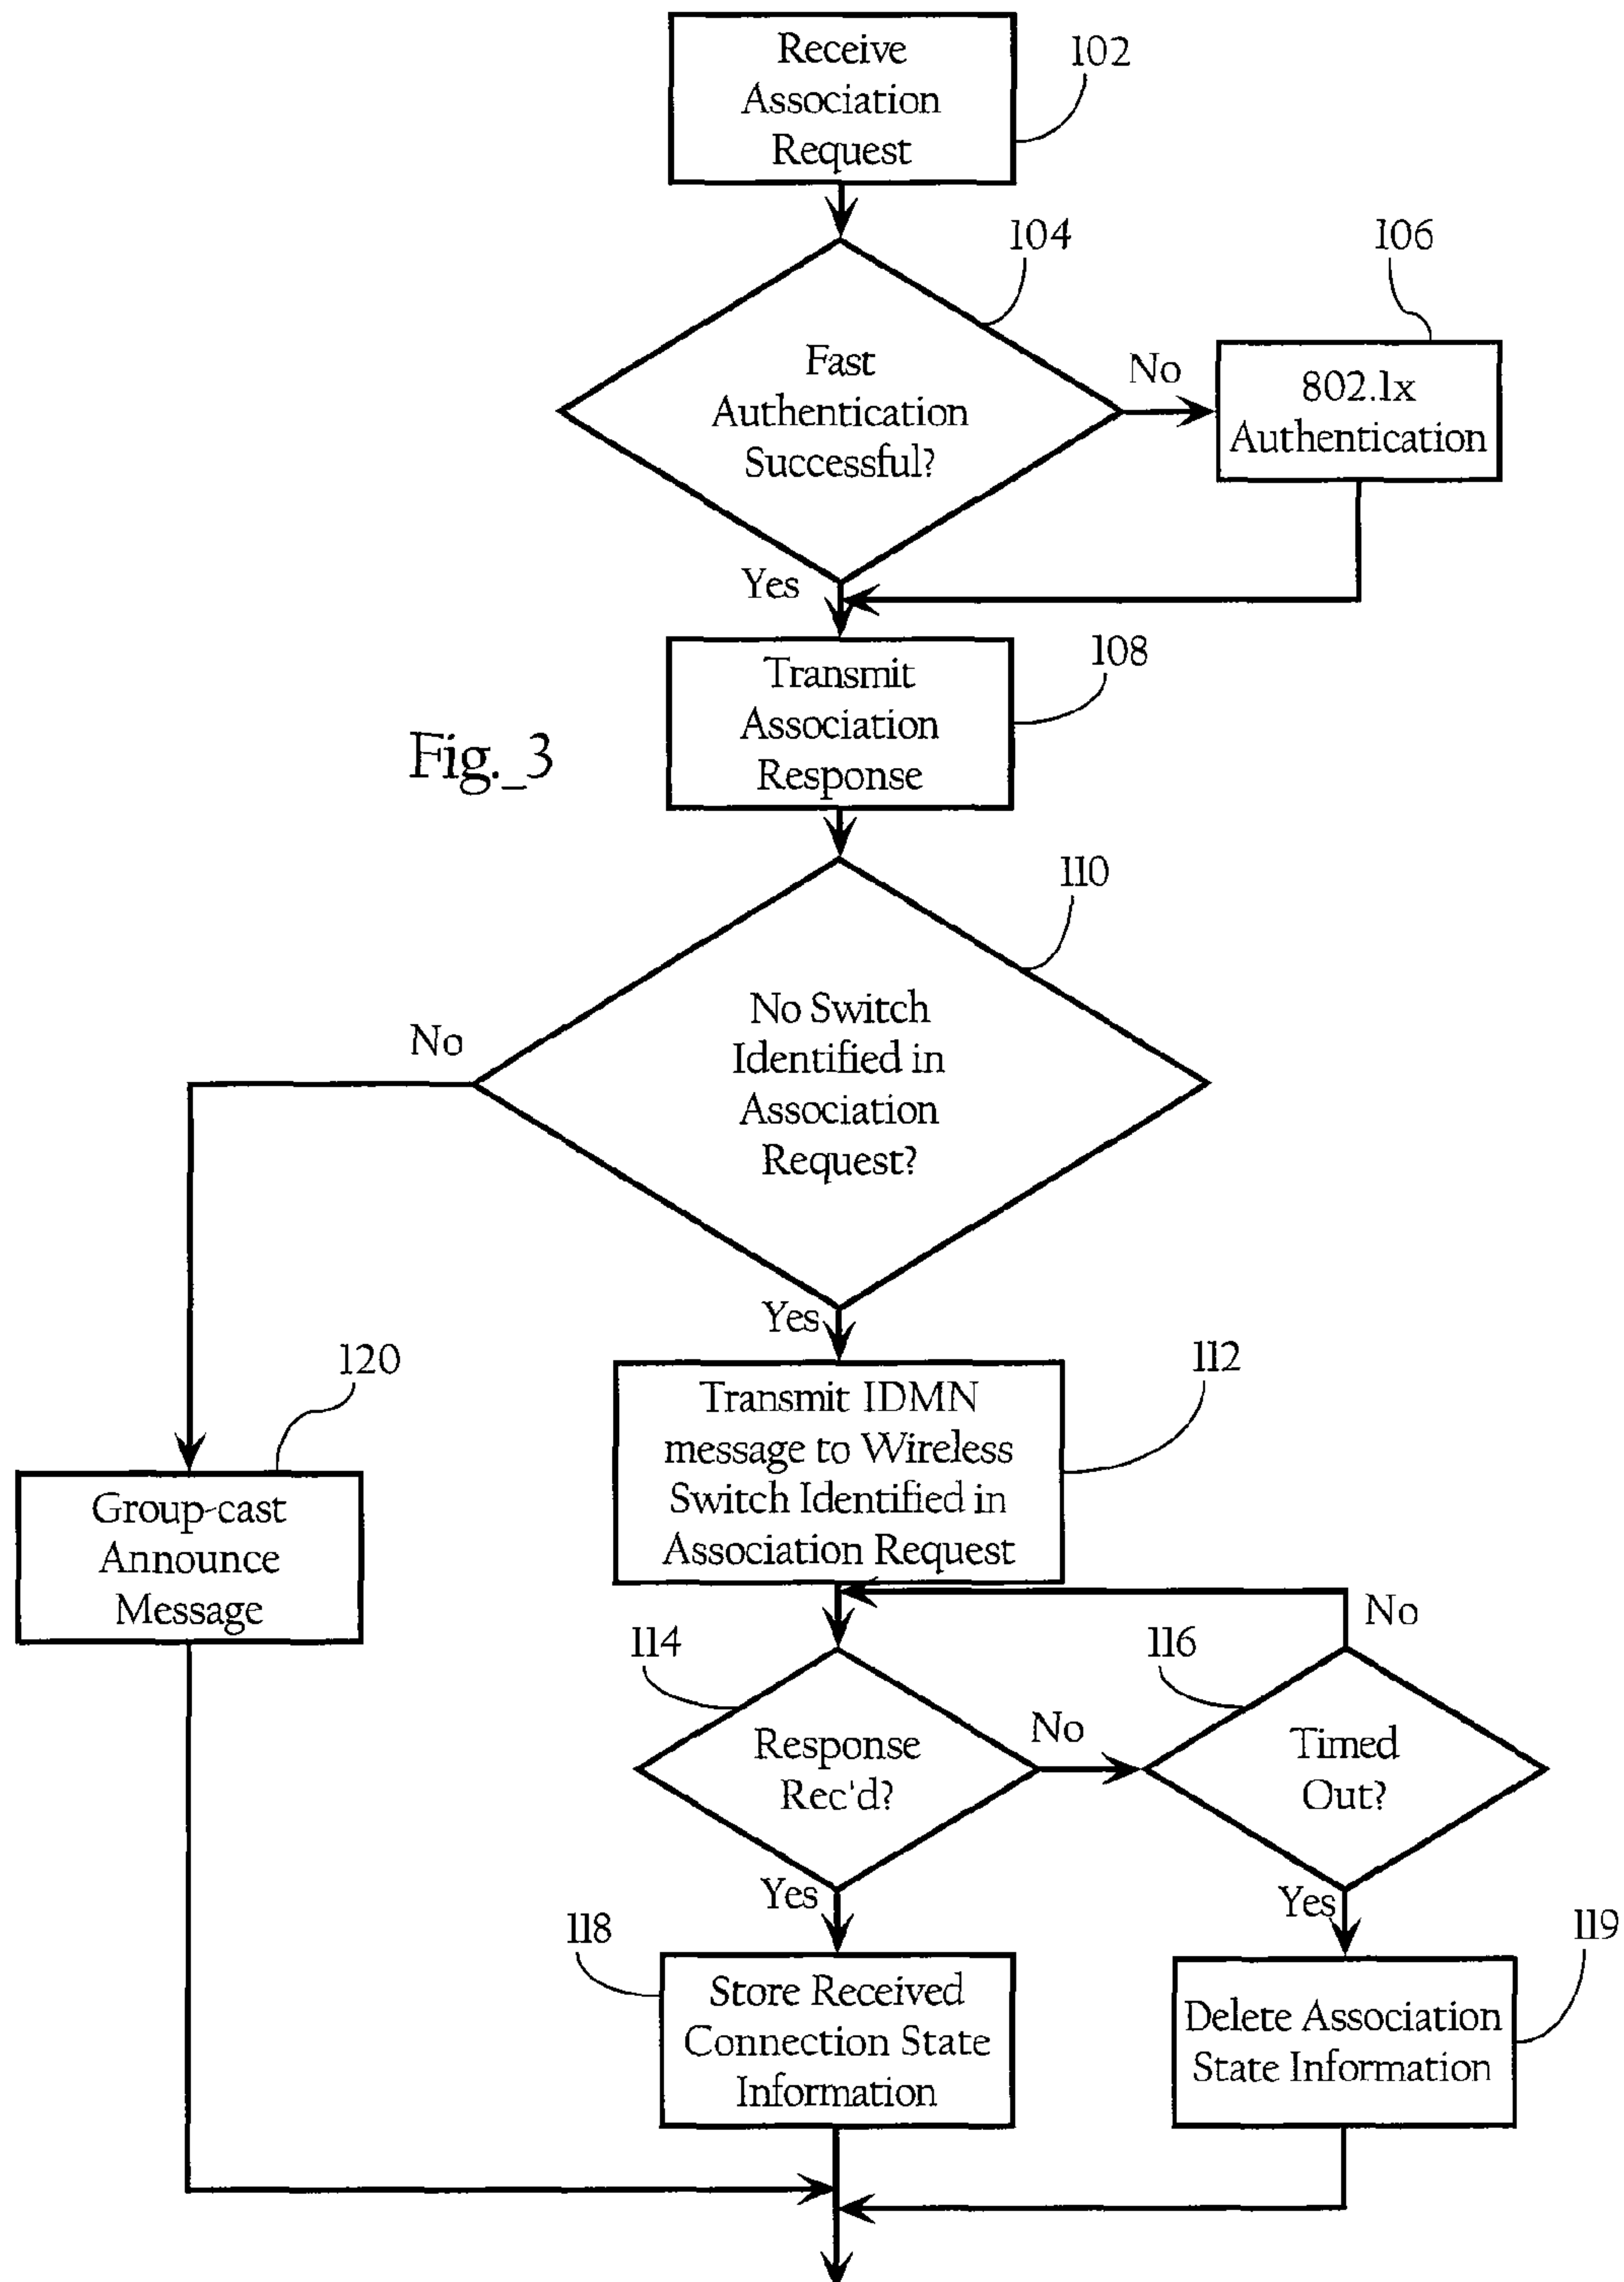 Receive
Association
Request
102
104
106
Fast
Authentication
Successful?
No
802.1x
Authentication
Yes
108
Transmit
Association
Response
Fig._3
110
No Switch
Identified in
Association
Request?
No
Yes
120
112
Transmit IDMN
message to Wireless
Switch Identified in
Association Request
Group-cast
Announce
Message
No
114
116
Response
Rec'd?
No
Timed
Out?
Yes
Yes
118
119
Store Received
Connection State
Information
Delete Association
State Information